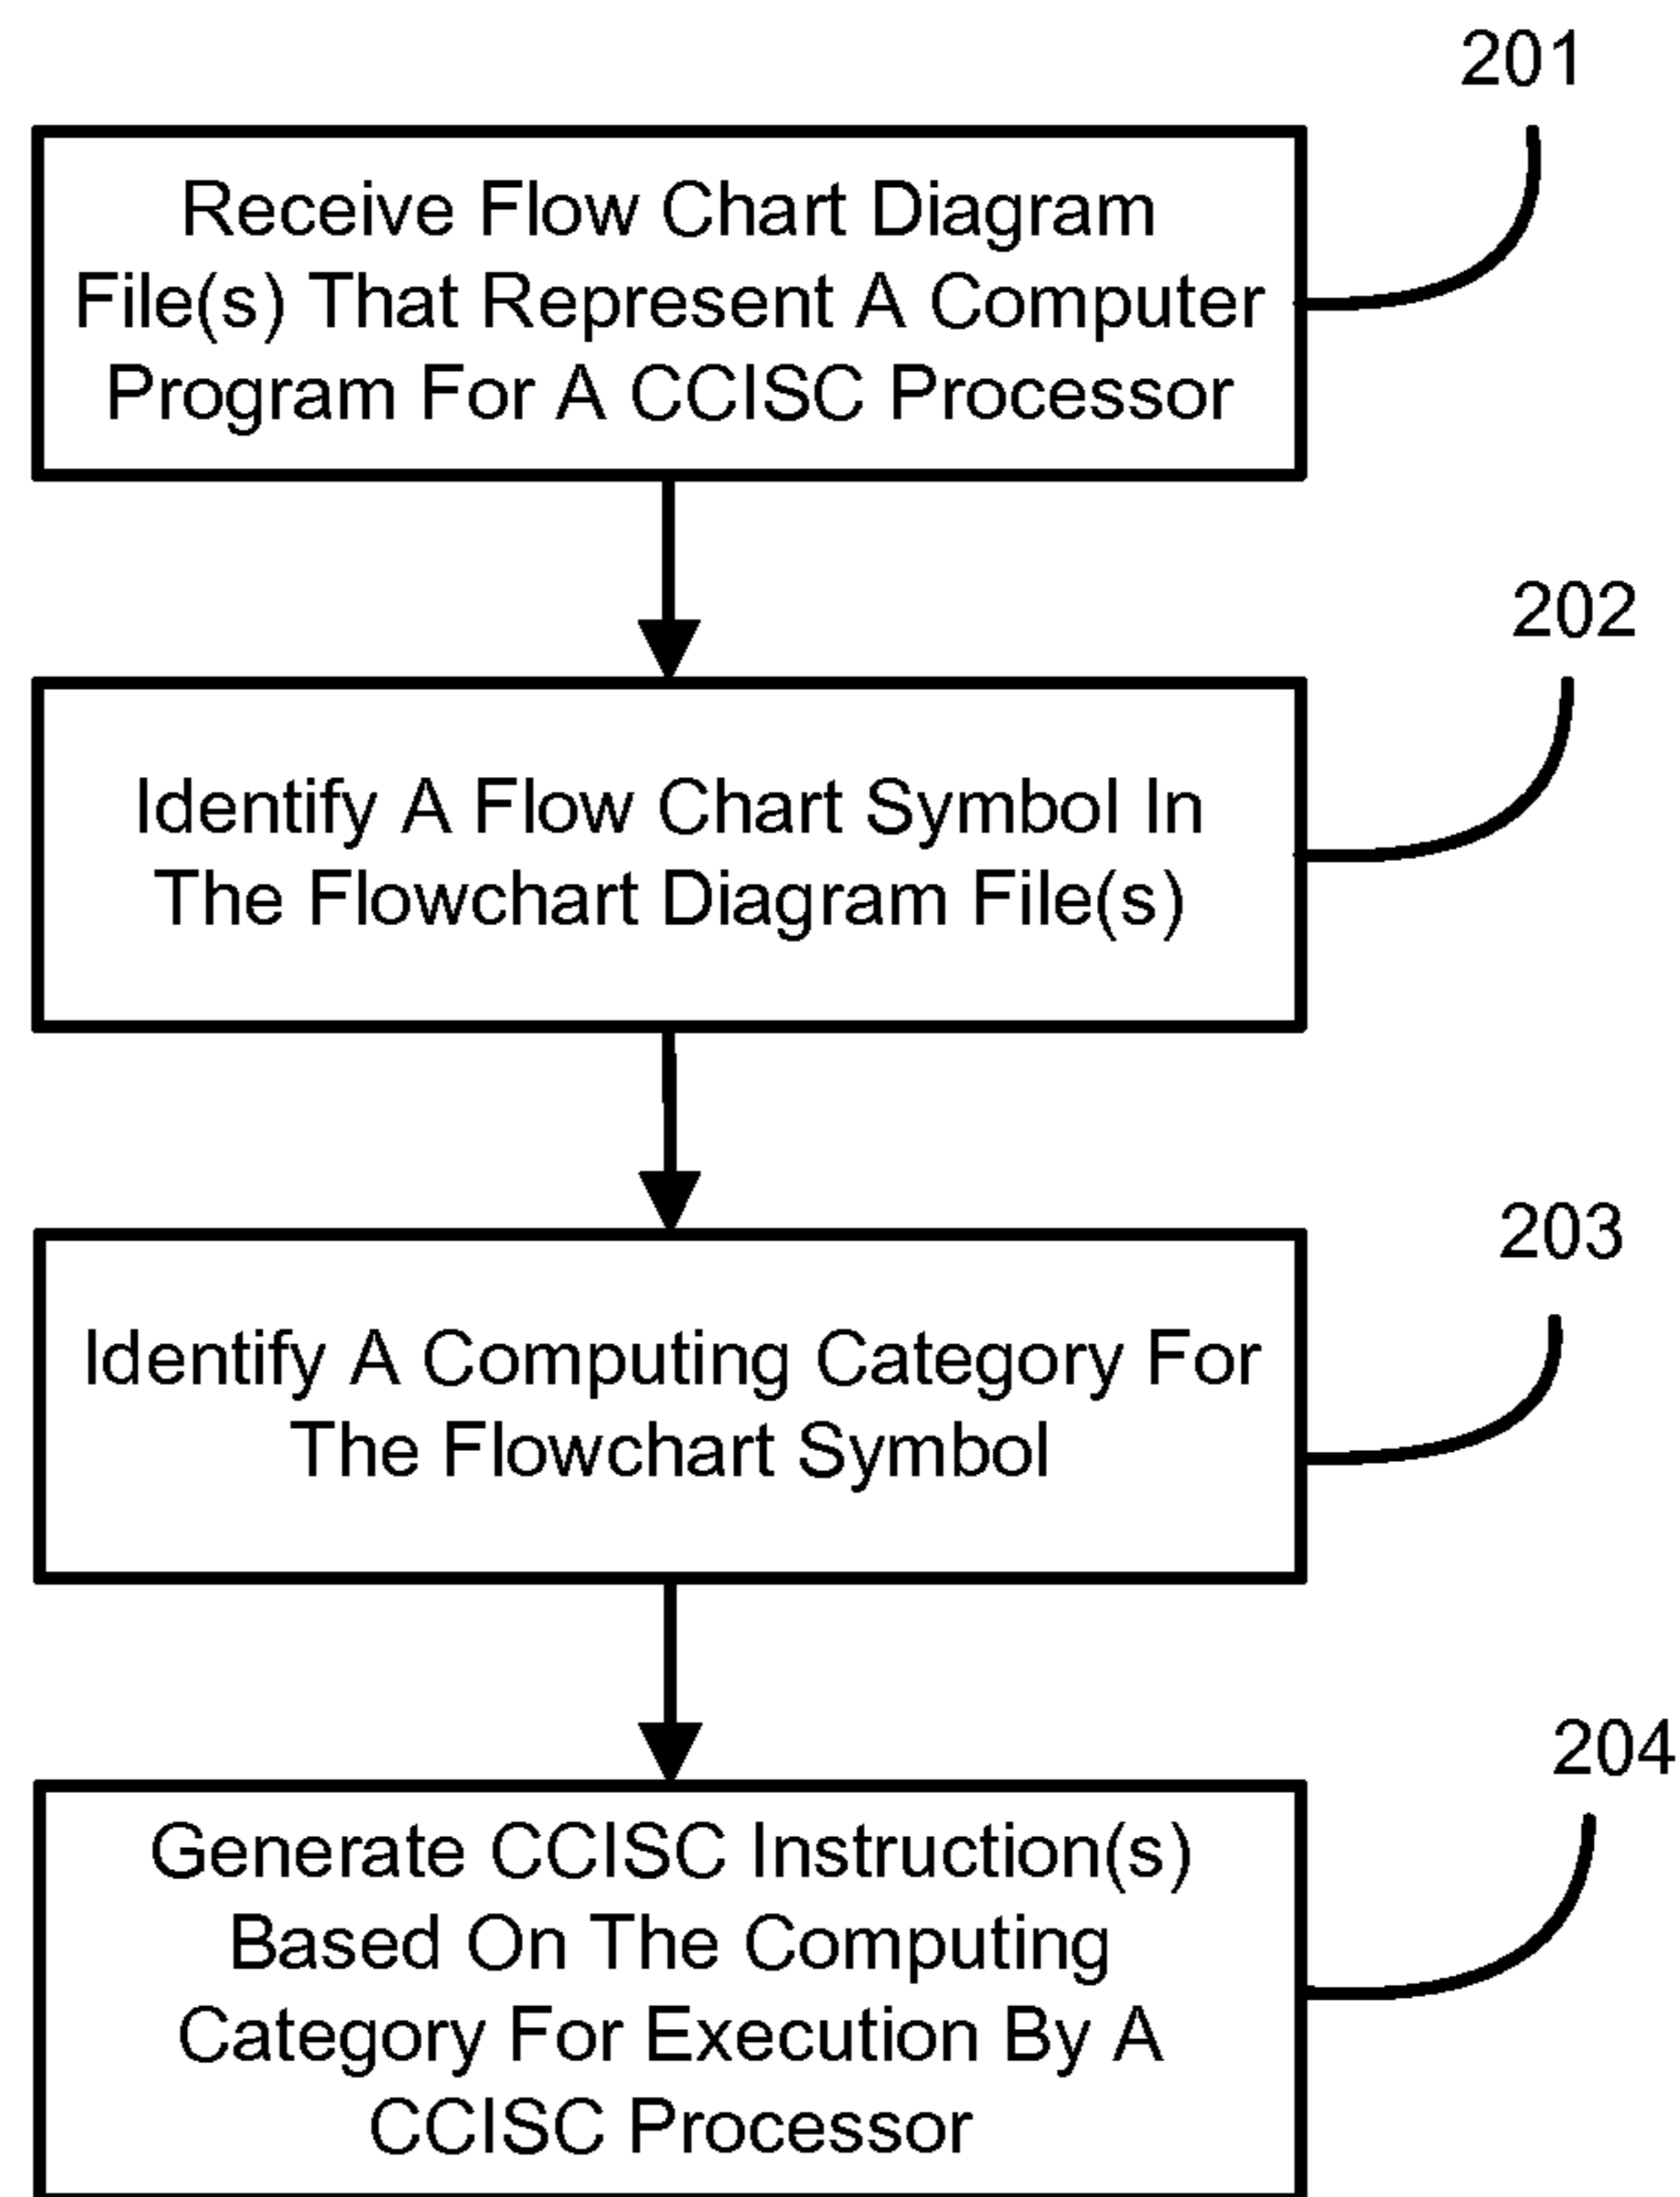 201
Receive Flow Chart Diagram
File(s) That Represent A Computer
Program For A CCISC Processor
202
Identify A Flow Chart Symbol In
The Flowchart Diagram File(s)
203
Identify A Computing Category For
The Flowchart Symbol
204
Generate CCISC Instruction(s)
Based On The Computing
Category For Execution By A
CCISC Processor